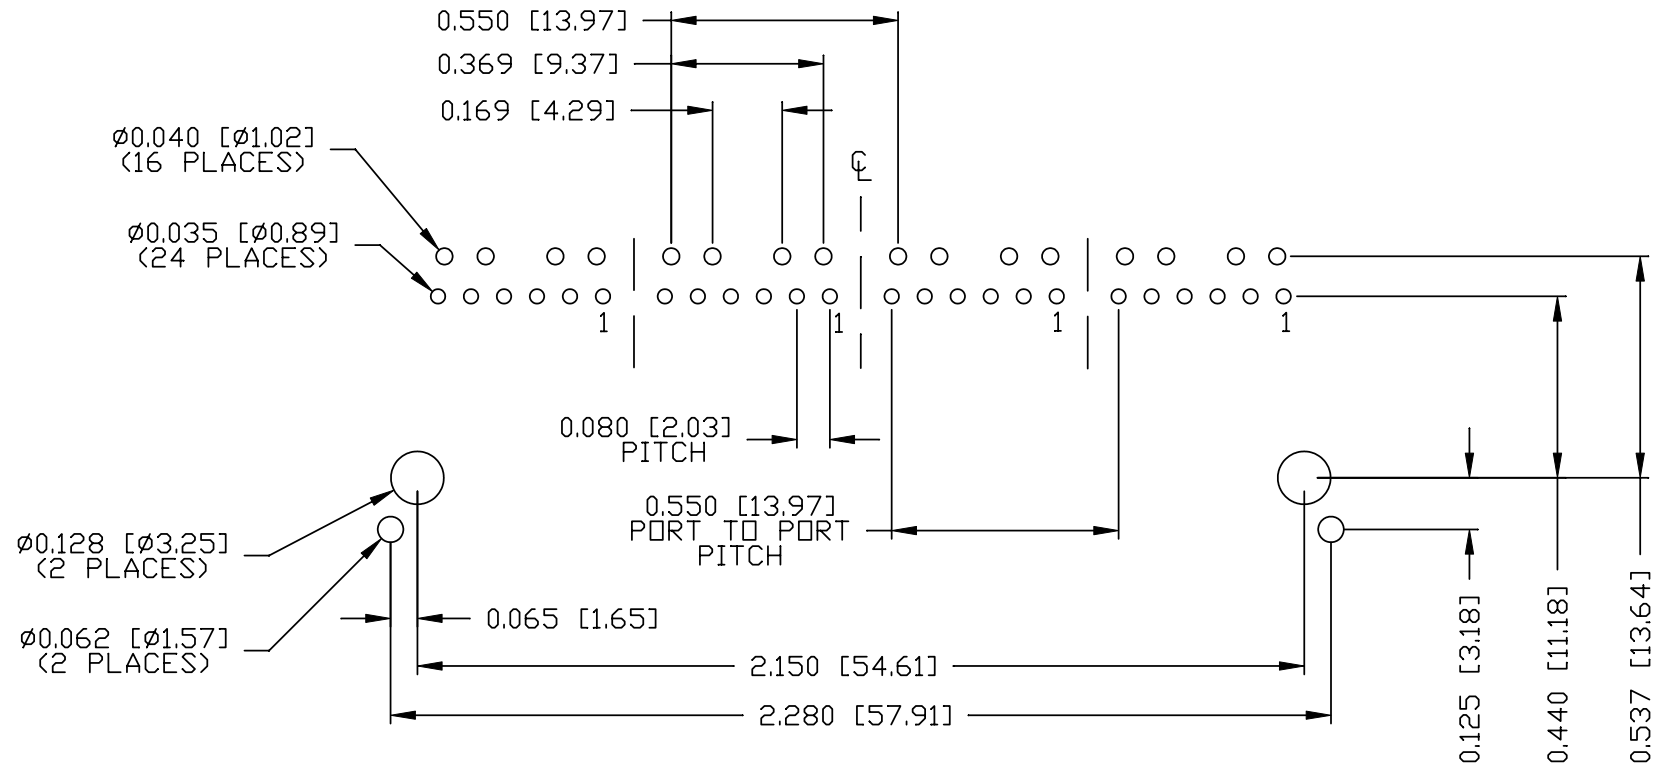 0.550 [13.97]
0.369 [9.37]
0.169 [4.29]
Ø0.040 [Ø1.02]
(16 PLACES)
℄
Ø0.035 [Ø0.89]
(24 PLACES)
1 1 1 1
0.080 [2.03]
PITCH
0.550 [13.97]
PORT TO PORT
PITCH
Ø0.128 [Ø3.25]
(2 PLACES)
Ø0.062 [Ø1.57]
(2 PLACES)
0.065 [1.65]
2.150 [54.61]
2.280 [57.91]
0.125 [3.18]
0.440 [11.18]
0.537 [13.64]